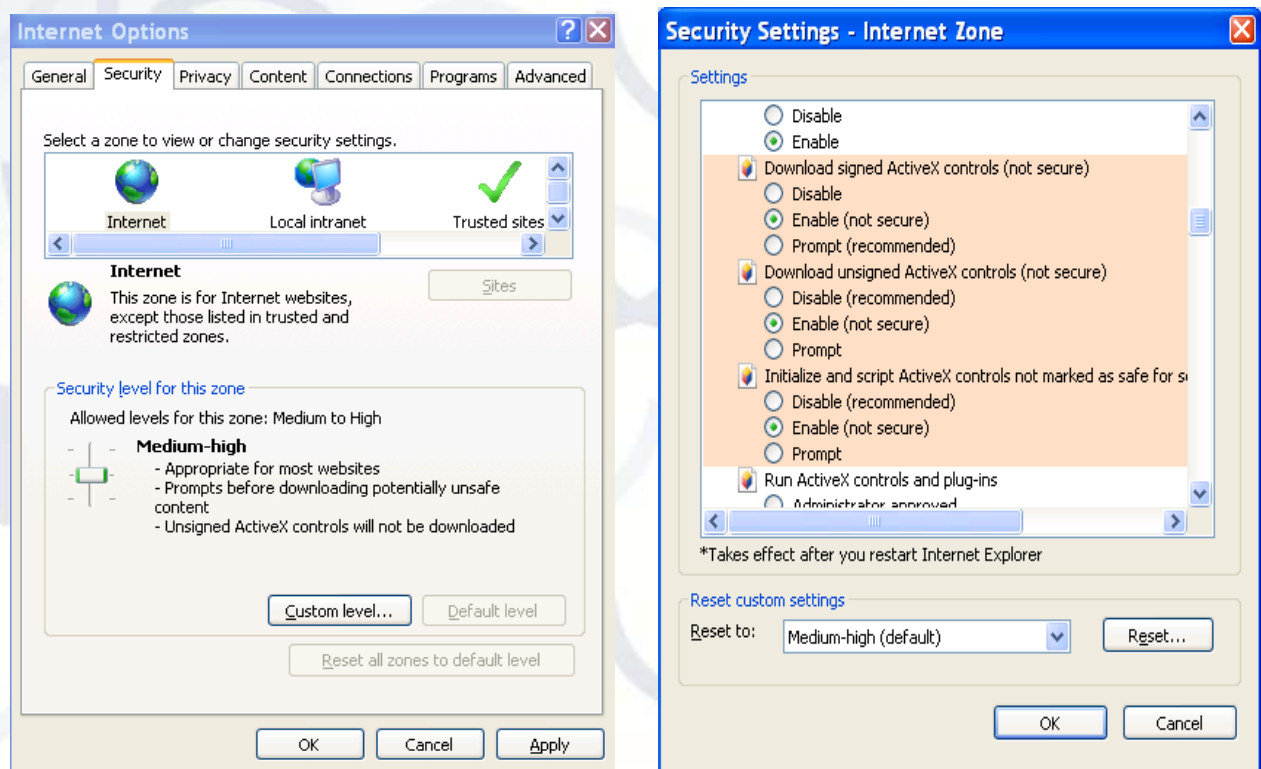 Internet Options
General Security Privacy Content Connections Programs Advanced
Select a zone to view or change security settings.
Internet Local intranet Trusted sites
Internet
Sites
This zone is for Internet websites,
except those listed in trusted and
restricted zones.
Security level for this zone
Allowed levels for this zone: Medium to High
Medium-high
- Appropriate for most websites
- Prompts before downloading potentially unsafe
content
- Unsigned ActiveX controls will not be downloaded
Custom level... Default level
Reset all zones to default level
OK Cancel Apply
Security Settings - Internet Zone
Settings
Disable
Enable
Download signed ActiveX controls (not secure)
Disable
Enable (not secure)
Prompt (recommended)
Download unsigned ActiveX controls (not secure)
Disable (recommended)
Enable (not secure)
Prompt
Initialize and script ActiveX controls not marked as safe for
Disable (recommended)
Enable (not secure)
Prompt
Run ActiveX controls and plug-ins
Administrator approved
*Takes effect after you restart Internet Explorer
Reset custom settings
Reset to: Medium-high (default) Reset...
OK Cancel